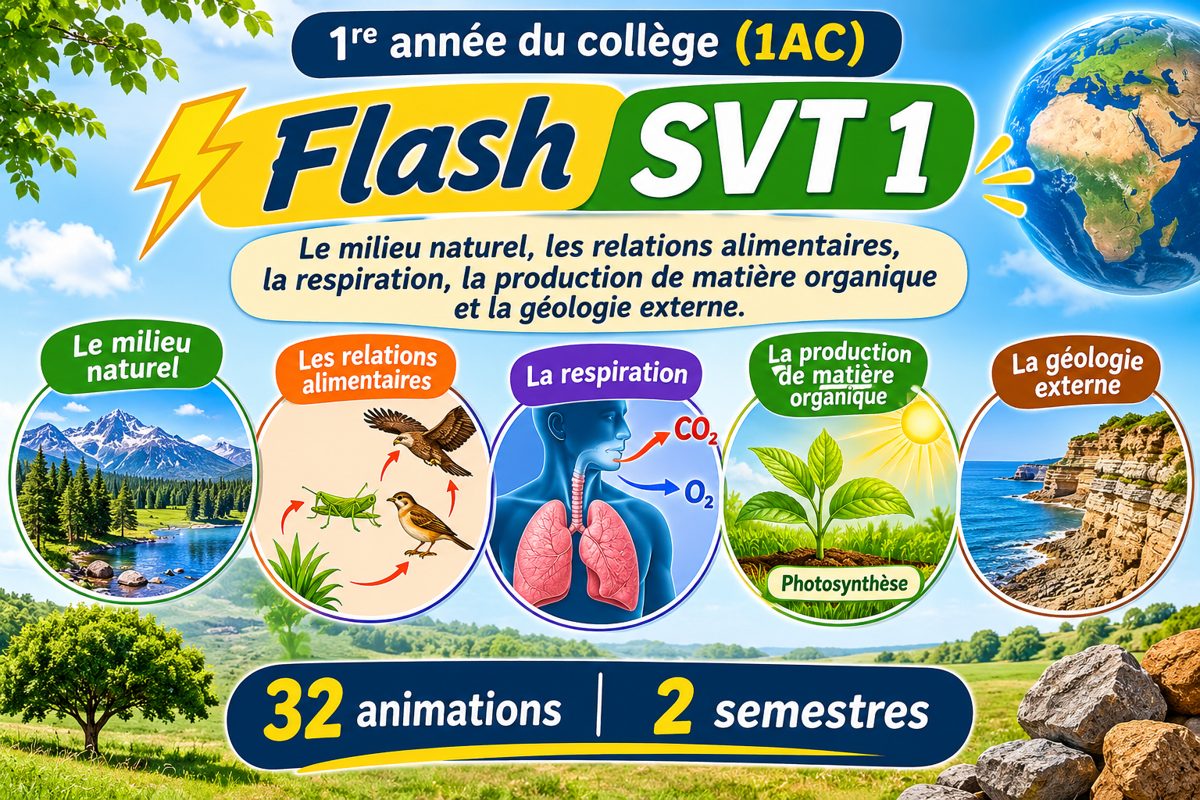 1re année du collège (1AC)
Flash SVT 1
Le milieu naturel, les relations alimentaires,
la respiration, la production de matière organique
et la géologie externe.
Le milieu
naturel
Les relations
alimentaires
La respiration
CO₂
O₂
La production
de matière
organique
Photosynthèse
La géologie
externe
32 animations | 2 semestres